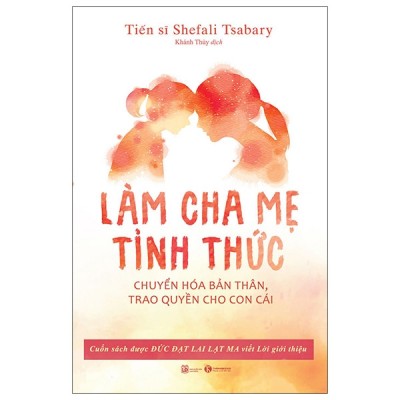 Tiến sĩ Shefali Tsabary
Khánh Thủy dịch
LÀM CHA MẸ
TỈNH THỨC
CHUYỂN HÓA BẢN THÂN,
TRAO QUYỀN CHO CON CÁI
Cuốn sách được ĐỨC ĐẠT LAI LẠT MA viết Lời giới thiệu